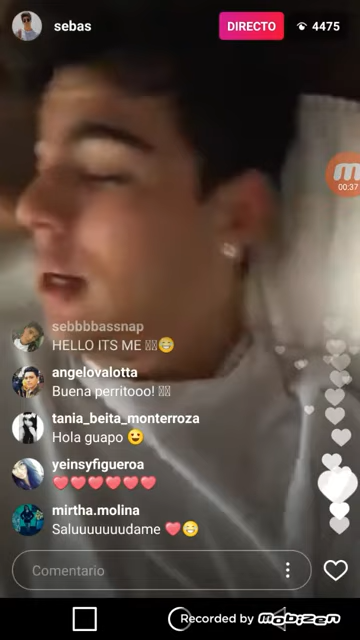 sebas
DIRECTO
4475
00:37
sebbbbassnap
HELLO ITS ME
angelovalotta
Buena perritooo!
tania_beita_monterroza
Hola guapo
yeinsyfigueroa
mirtha.molina
Saluuuuuudame
Comentario
Recorded by mobizen